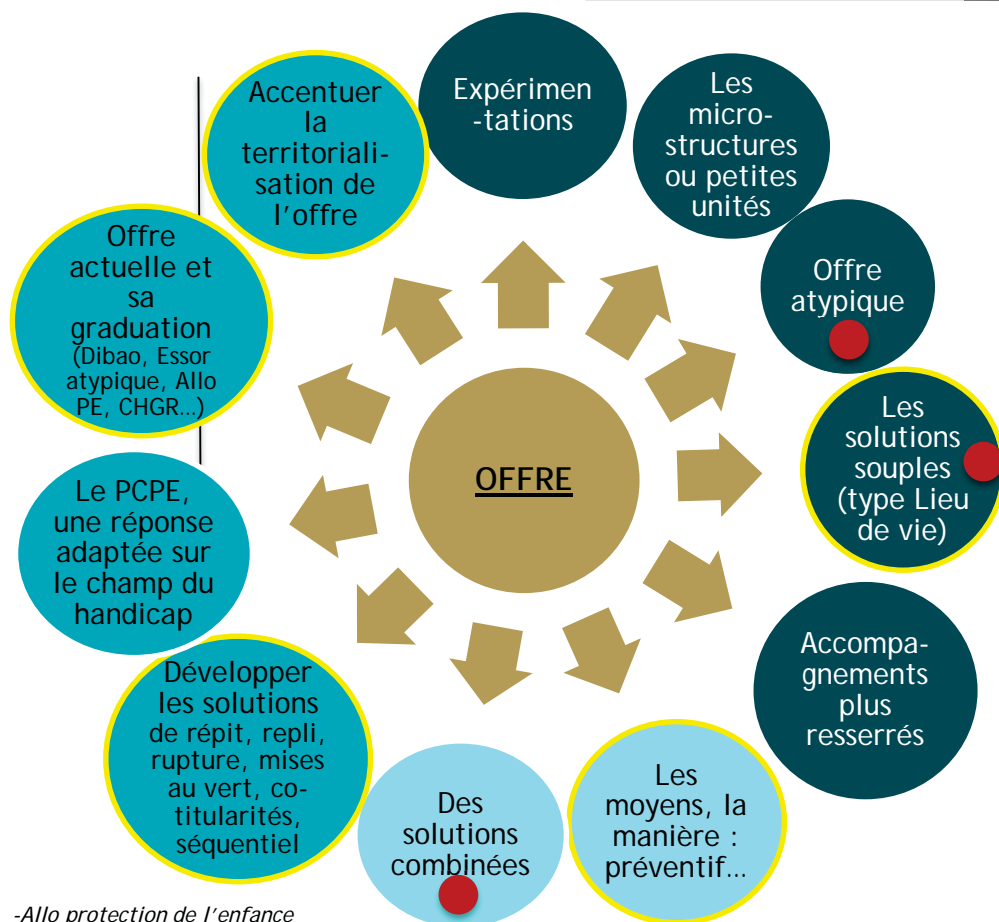 Expérimen
-tations
Les
micro-
structures
ou petites
unités
Offre
atypique
Les
solutions
souples
(type Lieu
de vie)
Accompa-
gnements
plus
resserrés
Les
moyens, la
manière :
préventif...
Des
solutions
combinées
Développer
les solutions
de répit, repli,
rupture, mises
au vert, co-
titularités,
séquentiel
Le PCPE,
une réponse
adaptée sur
le champ du
handicap
Offre
actuelle et
sa
graduation
(Dibao, Essor
atypique, Allo
PE, CHGR...)
Accentuer
la
territoriali-
sation de
l'offre
OFFRE
-Allo protection de l'enfance